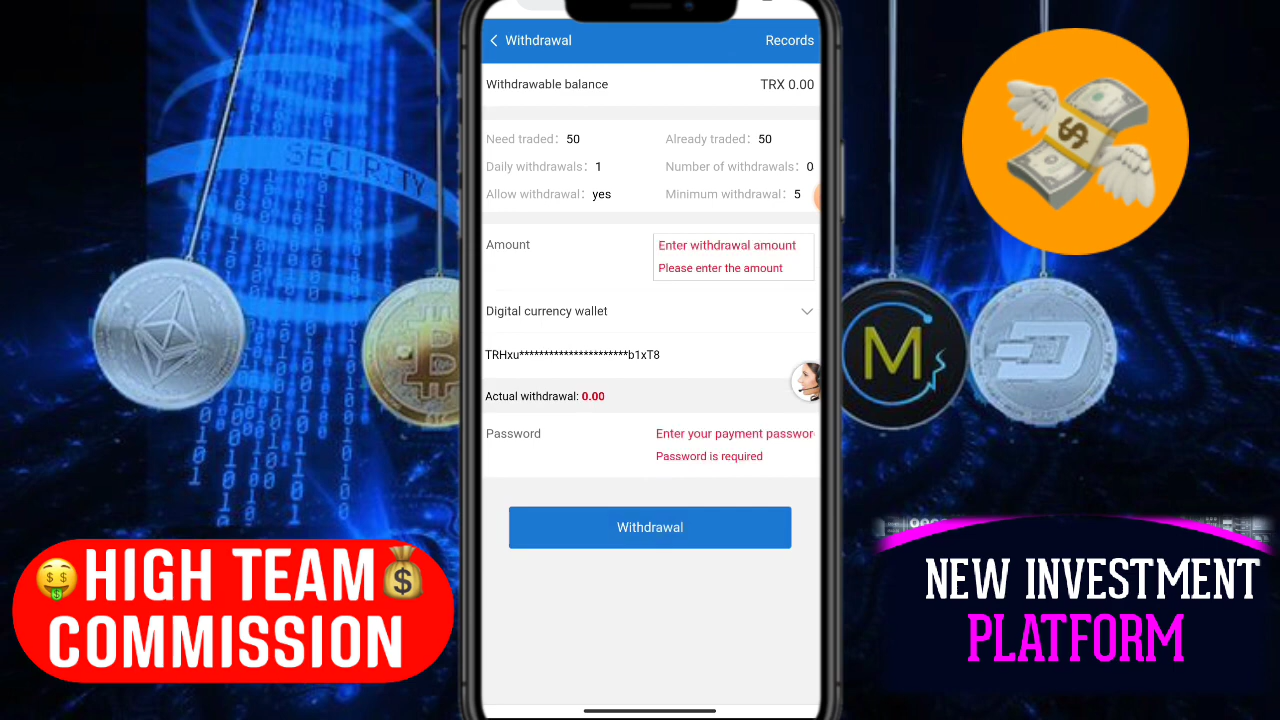 Withdrawal Records
Withdrawable balance TRX 0.00
Need traded: 50 Already traded: 50
Daily withdrawals: 1 Number of withdrawals: 0
Allow withdrawal: yes Minimum withdrawal: 5
Amount Enter withdrawal amount
Please enter the amount
Digital currency wallet
TRHxu**********************b1xT8
Actual withdrawal: 0.00
Password Enter your payment passwor
Password is required
Withdrawal
SECURITY
HIGH TEAM
COMMISSION
NEW INVESTMENT
PLATFORM